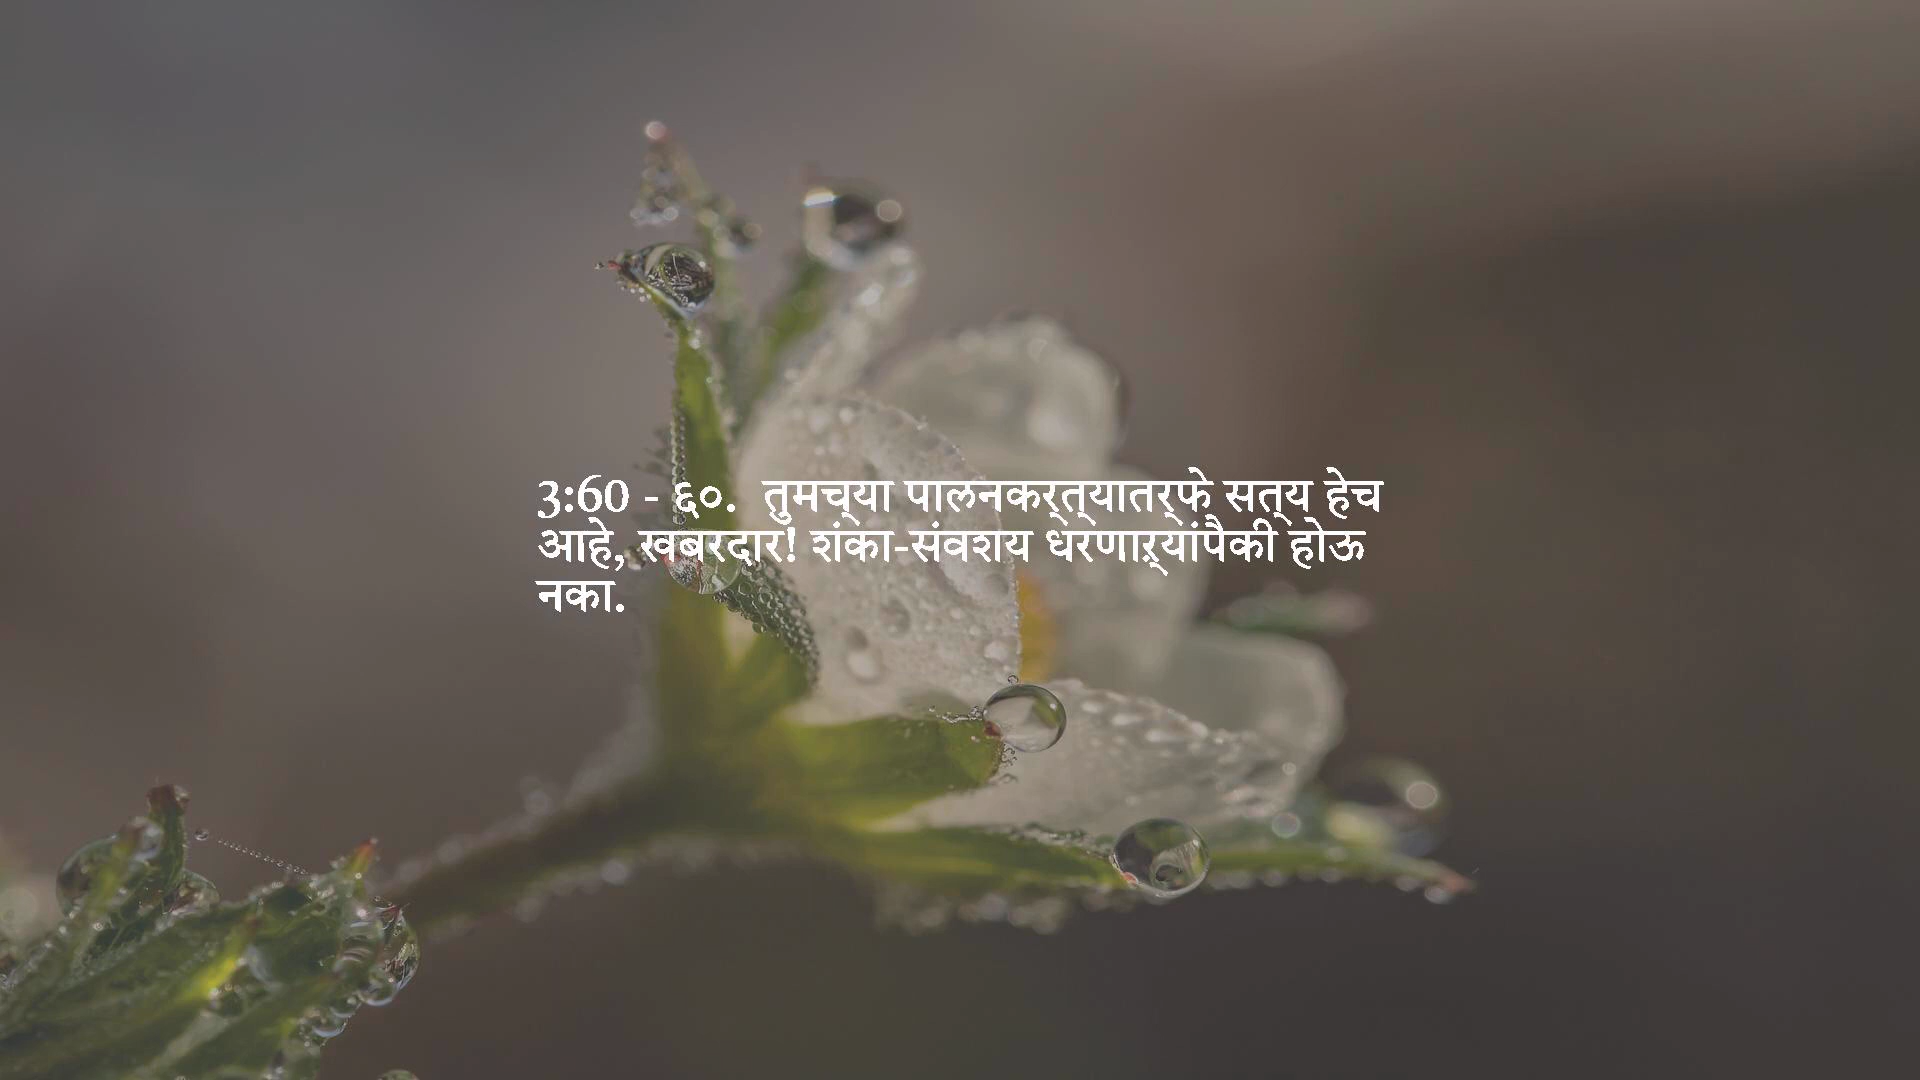 3:60 - ६०.  तुमच्या पालनकर्त्यातर्फे सत्य हेच
आहे, खबरदार! शंका-संवशय धरणाऱ्यांपैकी होऊ
नका.